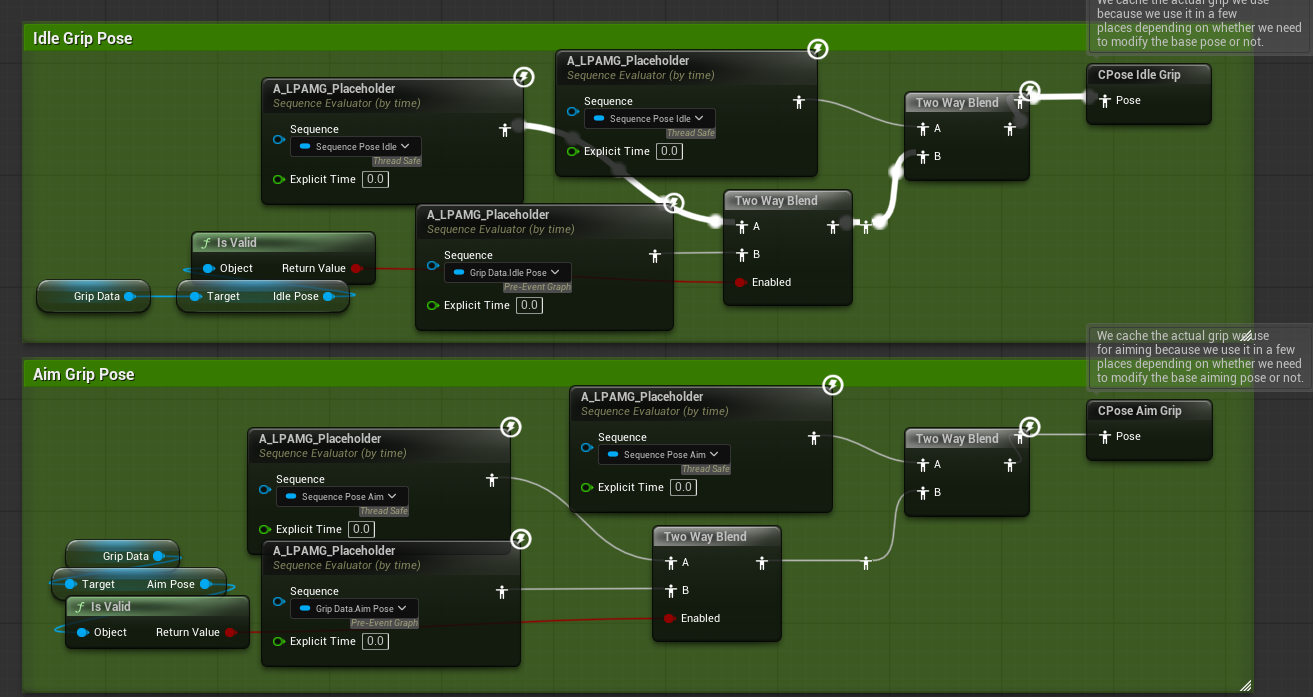 We cache the actual grip we use
because we use it in a few
places depending on whether we need
to modify the base pose or not.
Idle Grip Pose
A_LPAMG_Placeholder
Sequence Evaluator (by time)
Sequence
Sequence Pose Idle
Thread Safe
Explicit Time 0.0
A_LPAMG_Placeholder
Sequence Evaluator (by time)
Sequence
Sequence Pose Idle
Thread Safe
Explicit Time 0.0
Two Way Blend
A
B
CPose Idle Grip
Pose
A_LPAMG_Placeholder
Sequence Evaluator (by time)
Sequence
Grip Data.Idle Pose
Pre-Event Graph
Explicit Time 0.0
Two Way Blend
A
B
Enabled
f Is Valid
Object Return Value
Grip Data
Target Idle Pose
We cache the actual grip we use
for aiming because we use it in a few
places depending on whether we need
to modify the base aiming pose or not.
Aim Grip Pose
A_LPAMG_Placeholder
Sequence Evaluator (by time)
Sequence
Sequence Pose Aim
Thread Safe
Explicit Time 0.0
A_LPAMG_Placeholder
Sequence Evaluator (by time)
Sequence
Sequence Pose Aim
Thread Safe
Explicit Time 0.0
Two Way Blend
A
B
CPose Aim Grip
Pose
A_LPAMG_Placeholder
Sequence Evaluator (by time)
Sequence
Grip Data.Aim Pose
Pre-Event Graph
Explicit Time 0.0
Two Way Blend
A
B
Enabled
Grip Data
Target Aim Pose
f Is Valid
Object Return Value